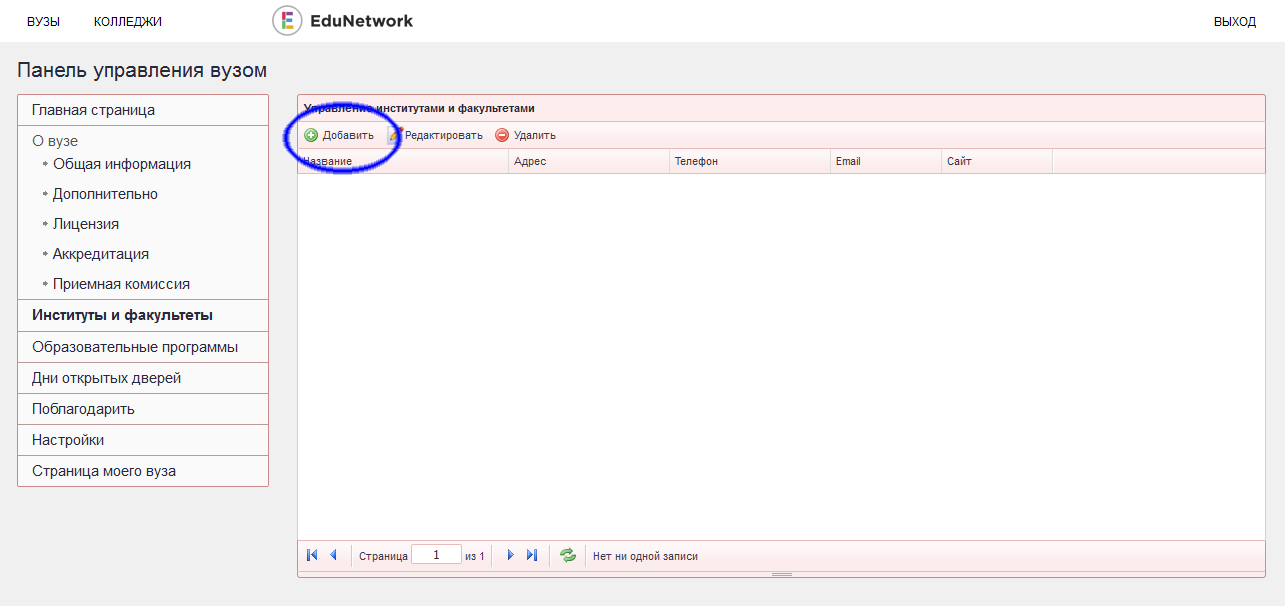 ВУЗЫ КОЛЛЕДЖИ EduNetwork ВЫХОД
Панель управления вузом
Главная страница
О вузе
Общая информация
Дополнительно
Лицензия
Аккредитация
Приемная комиссия
Институты и факультеты
Образовательные программы
Дни открытых дверей
Поблагодарить
Настройки
Страница моего вуза
Управление институтами и факультетами
Добавить Редактировать Удалить
Название Адрес Телефон Email Сайт
Страница 1 из 1 Нет ни одной записи